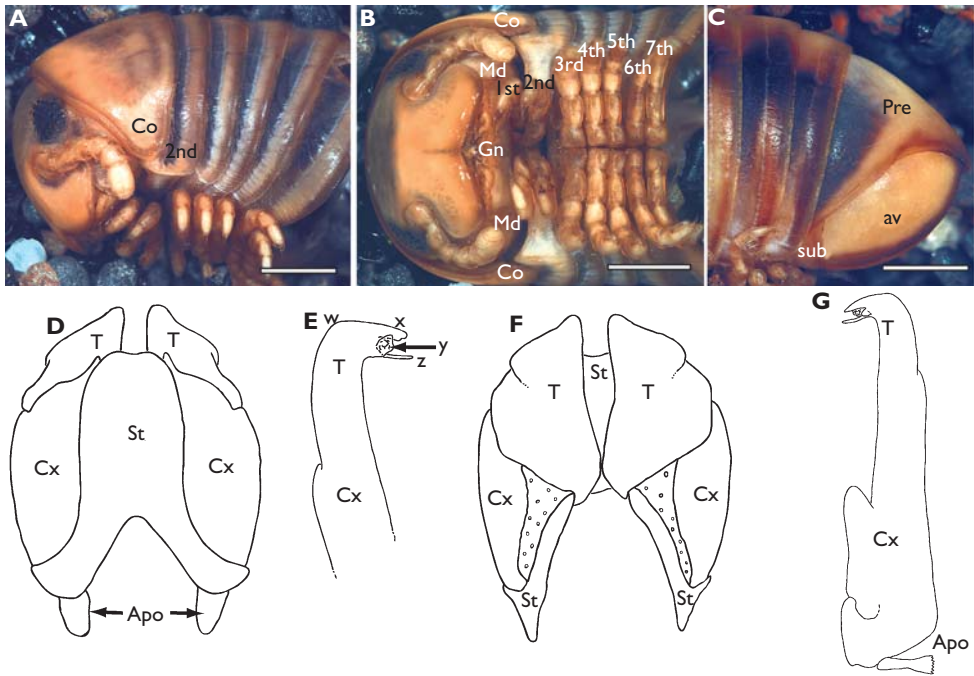 A
Co
2nd
B
Co
Md
1st
2nd
3rd
4th
5th
6th
7th
Gn
Md
Co
C
Pre
av
sub
D
T
T
St
Cx
Cx
Apo
E
w
x
y
z
T
Cx
F
St
T
T
Cx
Cx
St
St
G
T
Cx
Apo